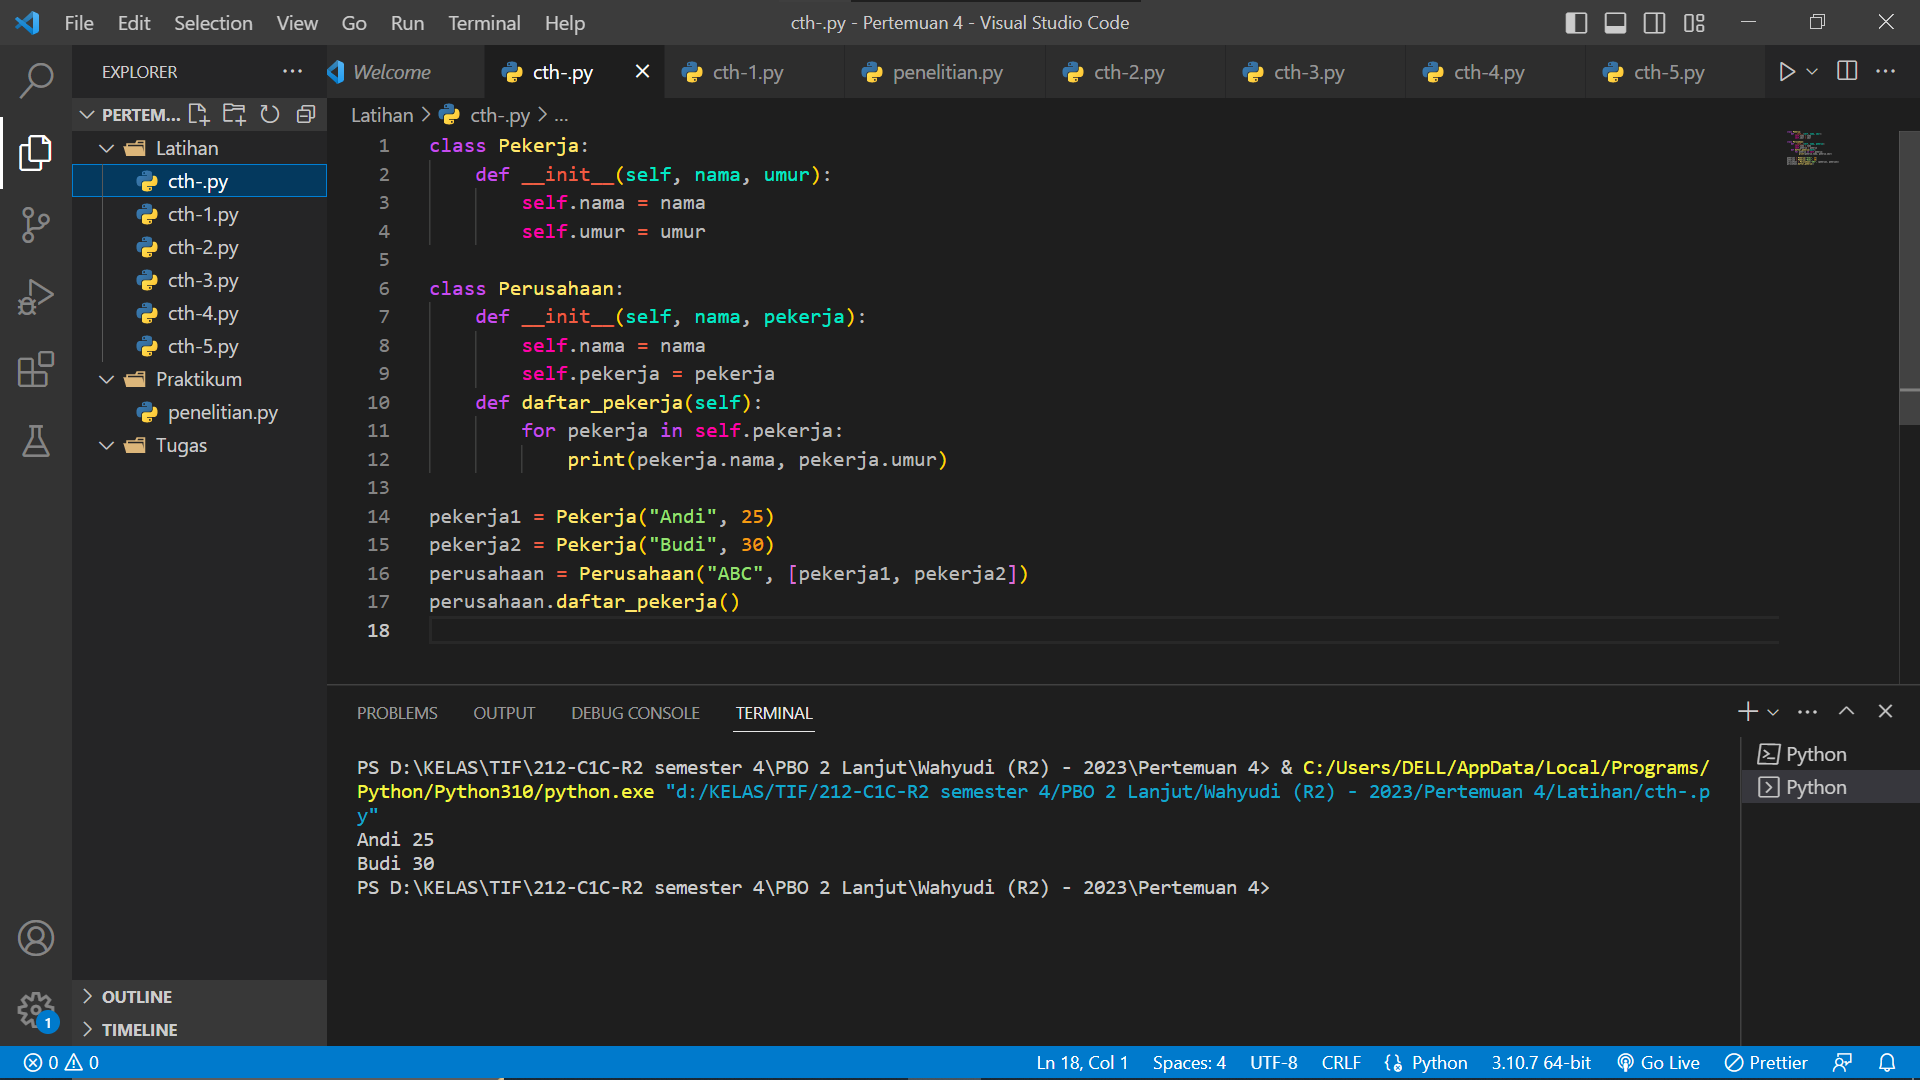 File Edit Selection View Go Run Terminal Help
cth-.py - Pertemuan 4 - Visual Studio Code
EXPLORER
Welcome
cth-.py
cth-1.py
penelitian.py
cth-2.py
cth-3.py
cth-4.py
cth-5.py
PERTEM...
Latihan
cth-.py
cth-1.py
cth-2.py
cth-3.py
cth-4.py
cth-5.py
Praktikum
penelitian.py
Tugas
OUTLINE
TIMELINE
Latihan > cth-.py > ...
1 class Pekerja:
2     def __init__(self, nama, umur):
3         self.nama = nama
4         self.umur = umur
5
6 class Perusahaan:
7     def __init__(self, nama, pekerja):
8         self.nama = nama
9         self.pekerja = pekerja
10     def daftar_pekerja(self):
11         for pekerja in self.pekerja:
12             print(pekerja.nama, pekerja.umur)
13
14 pekerja1 = Pekerja("Andi", 25)
15 pekerja2 = Pekerja("Budi", 30)
16 perusahaan = Perusahaan("ABC", [pekerja1, pekerja2])
17 perusahaan.daftar_pekerja()
18
PROBLEMS OUTPUT DEBUG CONSOLE TERMINAL
PS D:\KELAS\TIF\212-C1C-R2 semester 4\PBO 2 Lanjut\Wahyudi (R2) - 2023\Pertemuan 4> & C:/Users/DELL/AppData/Local/Programs/
Python/Python310/python.exe "d:/KELAS/TIF/212-C1C-R2 semester 4/PBO 2 Lanjut/Wahyudi (R2) - 2023/Pertemuan 4/Latihan/cth-.p
y"
Andi 25
Budi 30
PS D:\KELAS\TIF\212-C1C-R2 semester 4\PBO 2 Lanjut\Wahyudi (R2) - 2023\Pertemuan 4>
Python
Python
1
0 0
Ln 18, Col 1 Spaces: 4 UTF-8 CRLF Python 3.10.7 64-bit Go Live Prettier